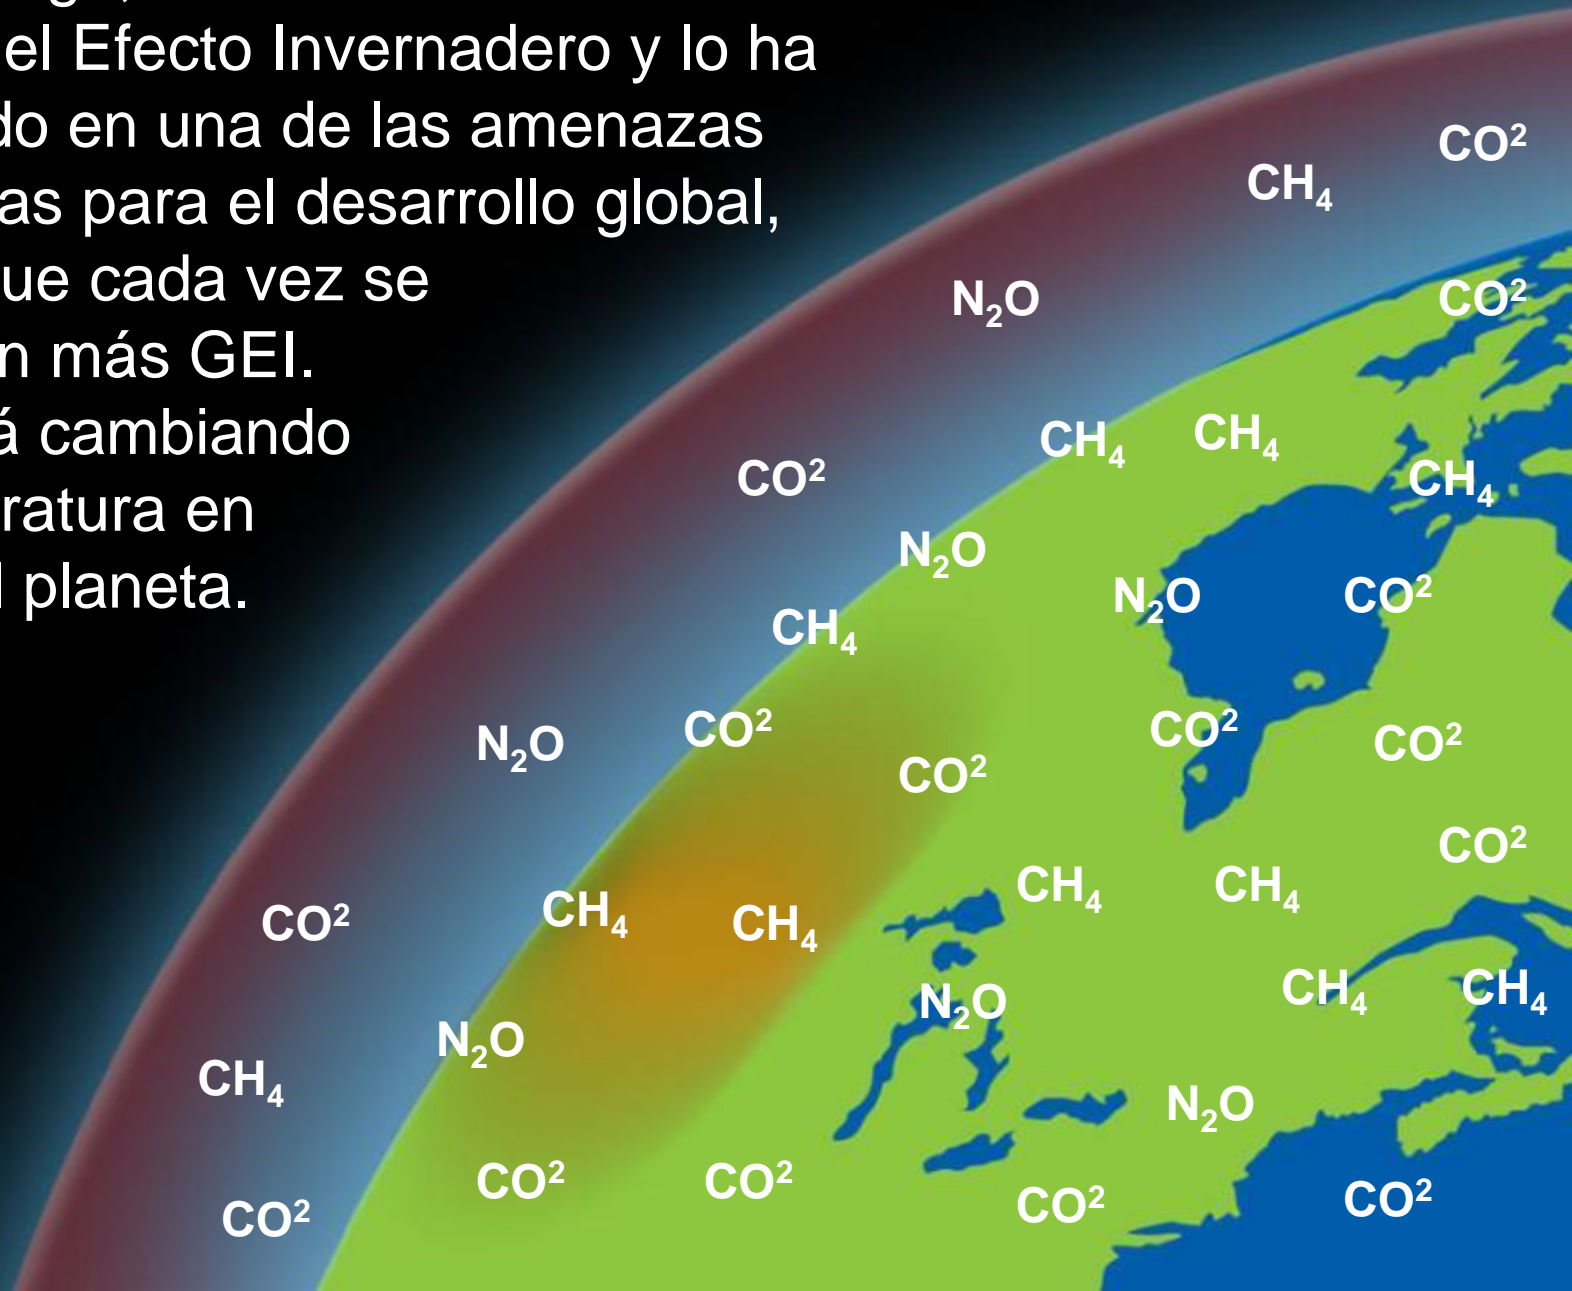 el Efecto Invernadero y lo ha
do en una de las amenazas
as para el desarrollo global,
ue cada vez se
n más GEI.
á cambiando
ratura en
l planeta.
CO²
CH₄
N₂O
CO²
CH₄
CH₄
CO²
CH₄
N₂O
N₂O
CO²
CH₄
N₂O
CO²
CO²
CO²
CO²
CO²
CH₄
CH₄
CO²
CH₄
CH₄
CO²
N₂O
CH₄
CH₄
N₂O
CH₄
N₂O
CO²
CO²
CO²
CO²
CO²